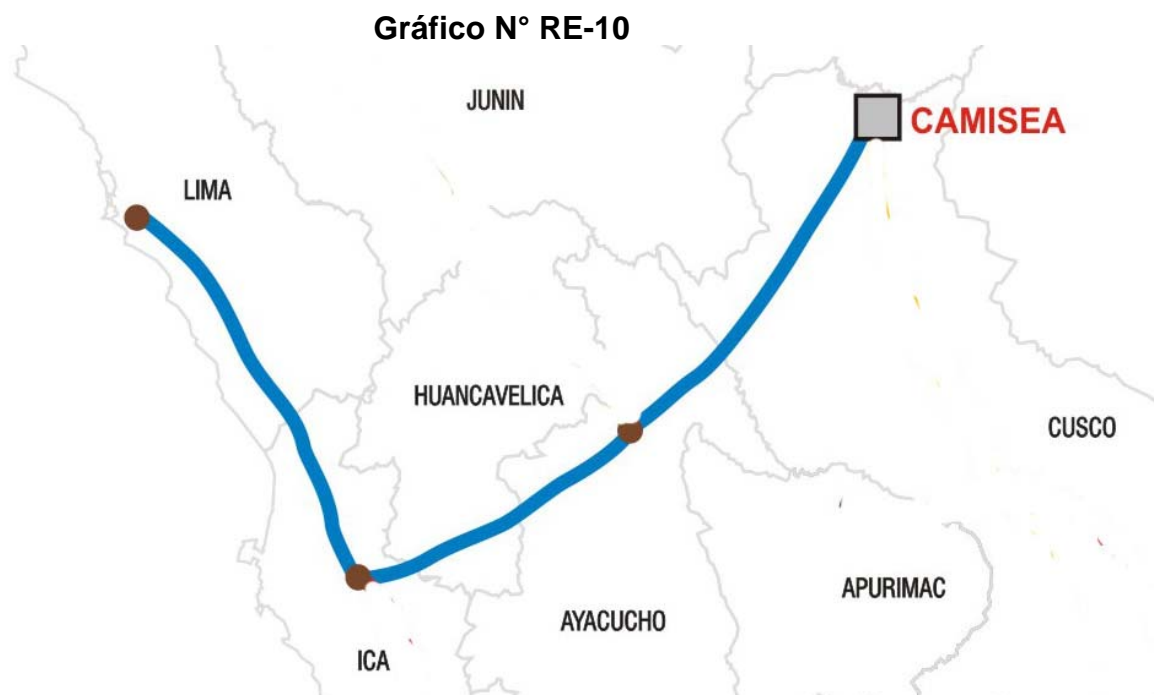 Gráfico N° RE-10
JUNIN
CAMISEA
LIMA
HUANCAVELICA
CUSCO
APURIMAC
AYACUCHO
ICA